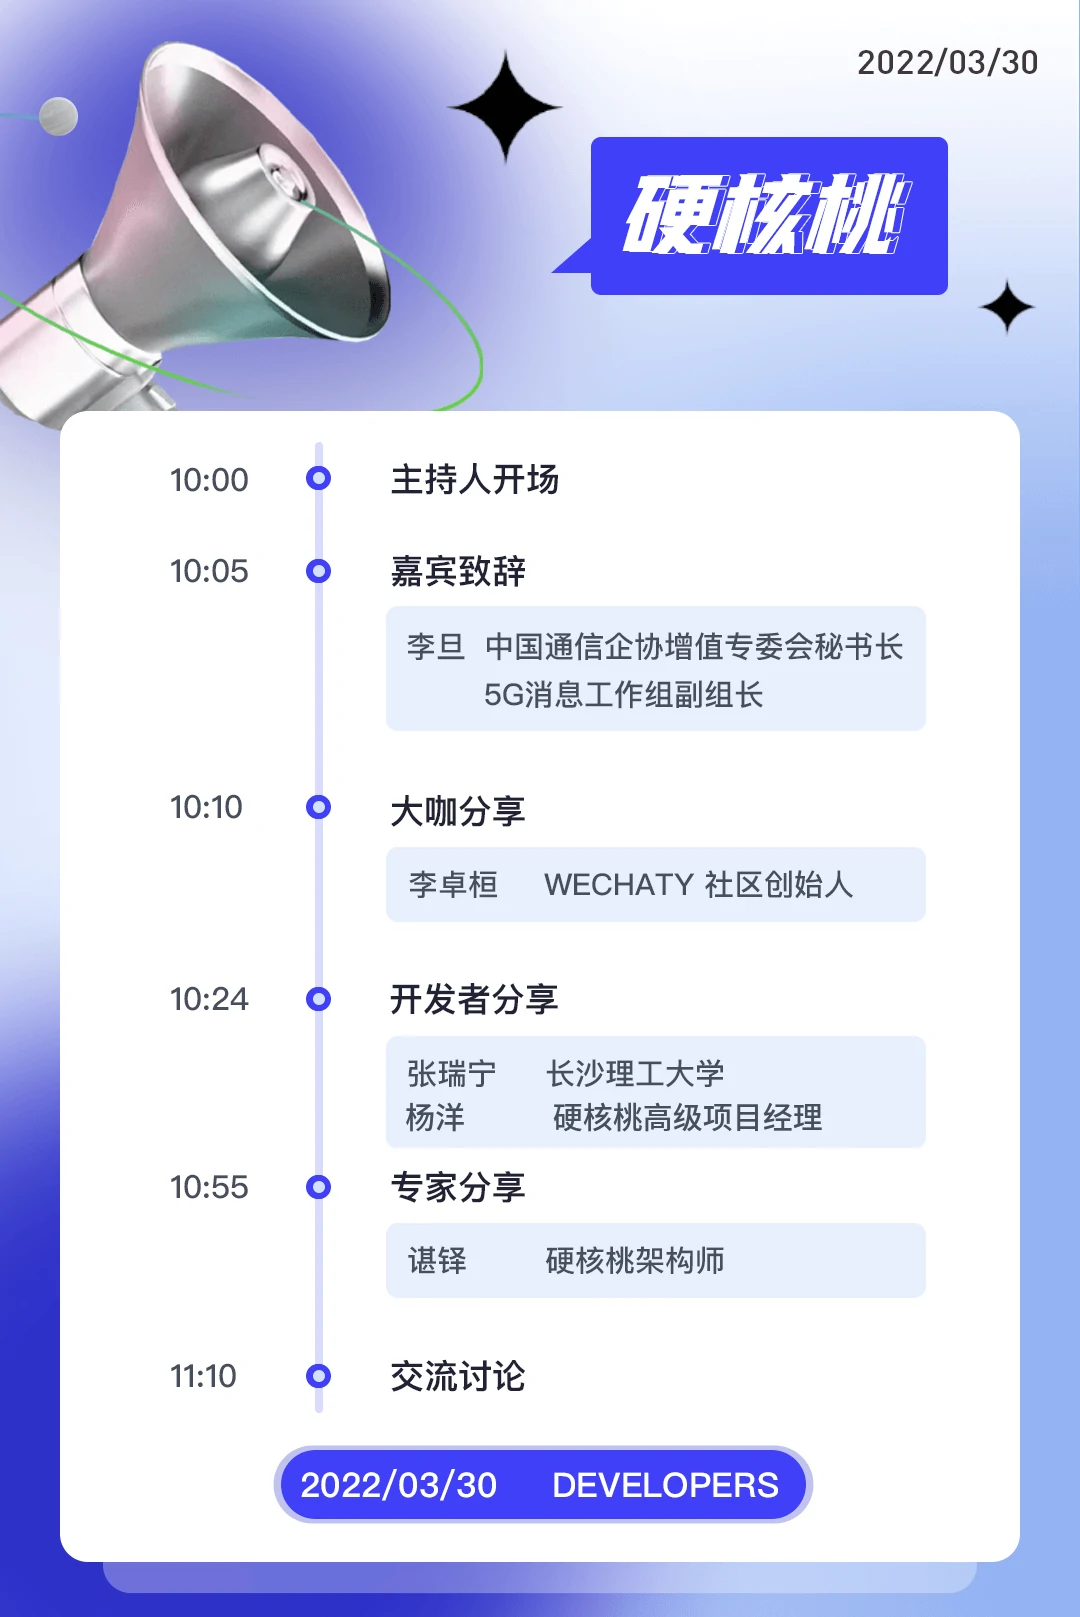 2022/03/30
硬核桃
10:00 主持人开场
10:05 嘉宾致辞
李旦 中国通信企协增值专委会秘书长
5G消息工作组副组长
10:10 大咖分享
李卓桓 WECHATY 社区创始人
10:24 开发者分享
张瑞宁 长沙理工大学
杨洋 硬核桃高级项目经理
10:55 专家分享
谌铎 硬核桃架构师
11:10 交流讨论
2022/03/30 DEVELOPERS